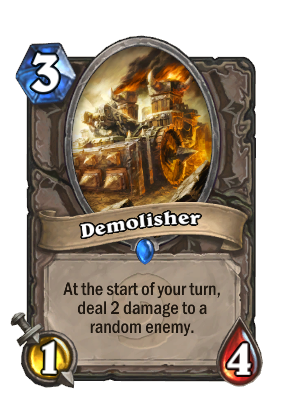 3
Demolisher
At the start of your turn,
deal 2 damage to a
random enemy.
1
4